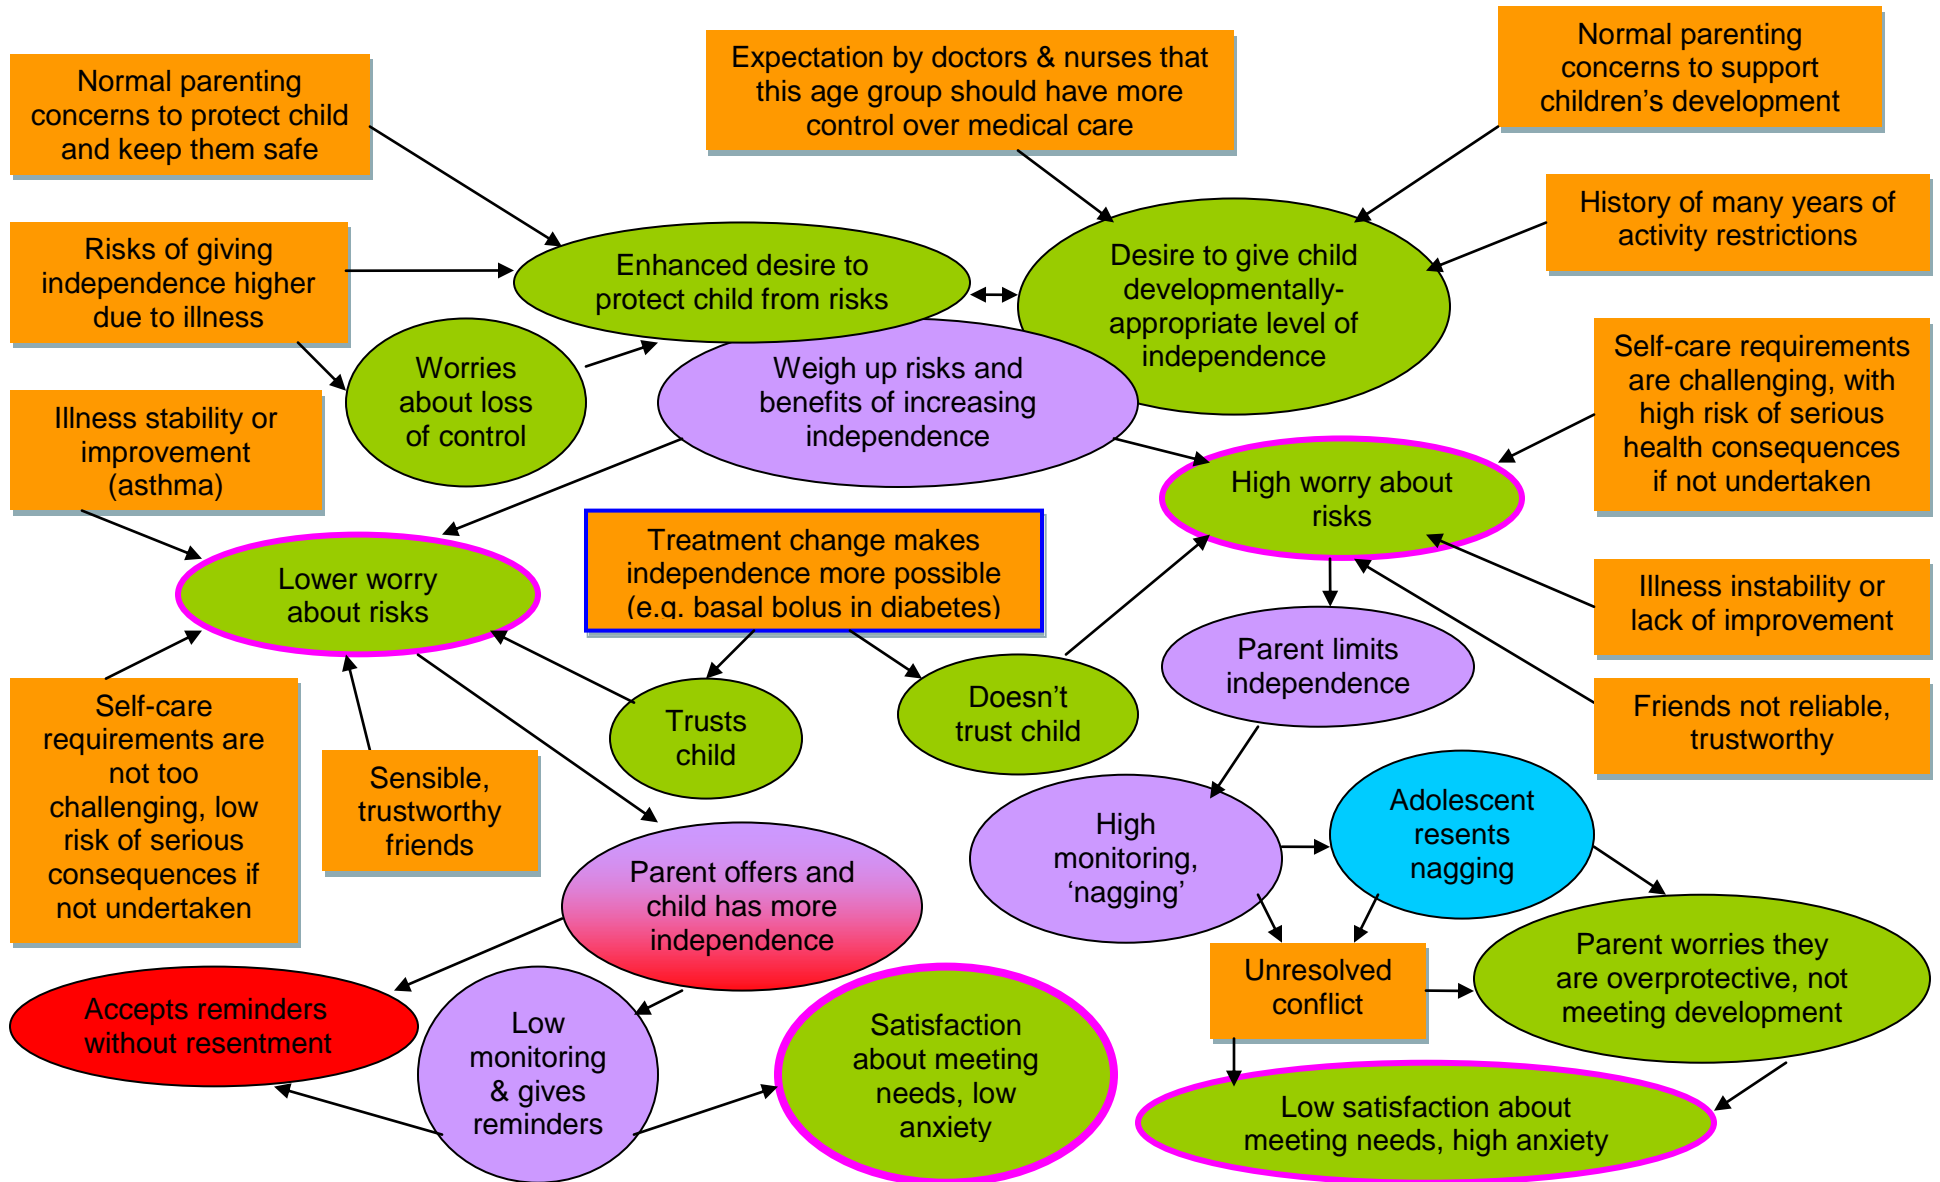 Normal parenting
concerns to protect child
and keep them safe
Expectation by doctors & nurses that
this age group should have more
control over medical care
Normal parenting
concerns to support
children’s development
Risks of giving
independence higher
due to illness
Enhanced desire to
protect child from risks
Desire to give child
developmentally-
appropriate level of
independence
History of many years of
activity restrictions
Worries
about loss
of control
Weigh up risks and
benefits of increasing
independence
Self-care requirements
are challenging, with
high risk of serious
health consequences
if not undertaken
Illness stability or
improvement
(asthma)
High worry about
risks
Lower worry
about risks
Treatment change makes
independence more possible
(e.g. basal bolus in diabetes)
Illness instability or
lack of improvement
Parent limits
independence
Self-care
requirements are
not too
challenging, low
risk of serious
consequences if
not undertaken
Sensible,
trustworthy
friends
Trusts
child
Doesn’t
trust child
Friends not reliable,
trustworthy
Parent offers and
child has more
independence
High
monitoring,
‘nagging’
Adolescent
resents
nagging
Accepts reminders
without resentment
Low
monitoring
& gives
reminders
Satisfaction
about meeting
needs, low
anxiety
Unresolved
conflict
Parent worries they
are overprotective, not
meeting development
Low satisfaction about
meeting needs, high anxiety